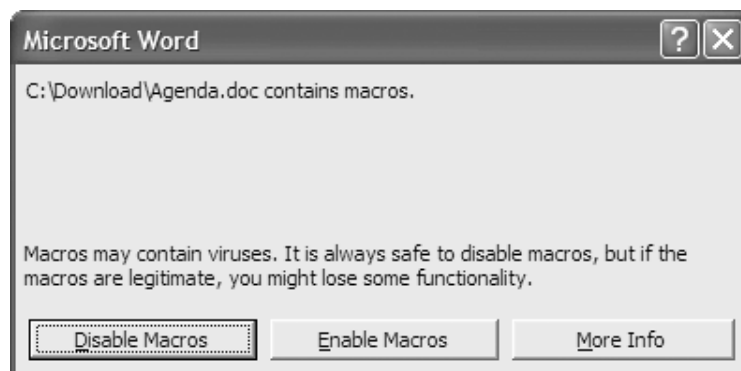 Microsoft Word
C:\Download\Agenda.doc contains macros.
Macros may contain viruses. It is always safe to disable macros, but if the
macros are legitimate, you might lose some functionality.
Disable Macros Enable Macros More Info